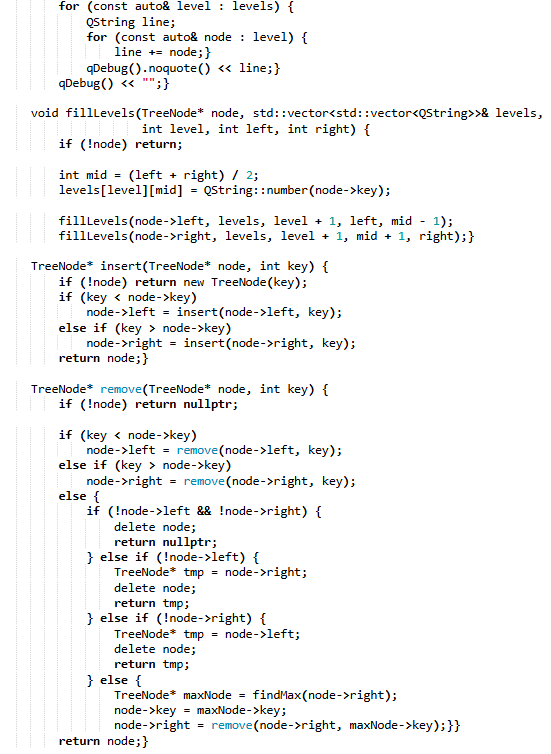 for (const auto& level : levels) {
QString line;
for (const auto& node : level) {
line += node;}
qDebug().noquote() << line;}
qDebug() << "";}
void fillLevels(TreeNode* node, std::vector<std::vector<QString>>& levels,
int level, int left, int right) {
if (!node) return;
int mid = (left + right) / 2;
levels[level][mid] = QString::number(node->key);
fillLevels(node->left, levels, level + 1, left, mid - 1);
fillLevels(node->right, levels, level + 1, mid + 1, right);}
TreeNode* insert(TreeNode* node, int key) {
if (!node) return new TreeNode(key);
if (key < node->key)
node->left = insert(node->left, key);
else if (key > node->key)
node->right = insert(node->right, key);
return node;}
TreeNode* remove(TreeNode* node, int key) {
if (!node) return nullptr;
if (key < node->key)
node->left = remove(node->left, key);
else if (key > node->key)
node->right = remove(node->right, key);
else {
if (!node->left && !node->right) {
delete node;
return nullptr;
} else if (!node->left) {
TreeNode* tmp = node->right;
delete node;
return tmp;
} else if (!node->right) {
TreeNode* tmp = node->left;
delete node;
return tmp;
} else {
TreeNode* maxNode = findMax(node->right);
node->key = maxNode->key;
node->right = remove(node->right, maxNode->key);}}
return node;}